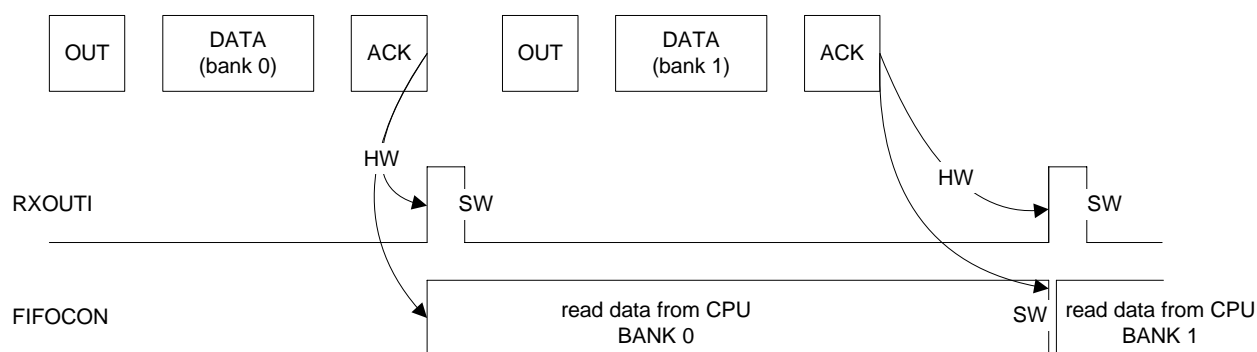 OUT
DATA
(bank 0)
ACK
OUT
DATA
(bank 1)
ACK
HW
HW
RXOUTI
SW
SW
FIFOCON
read data from CPU
BANK 0
SW
read data from CPU
BANK 1